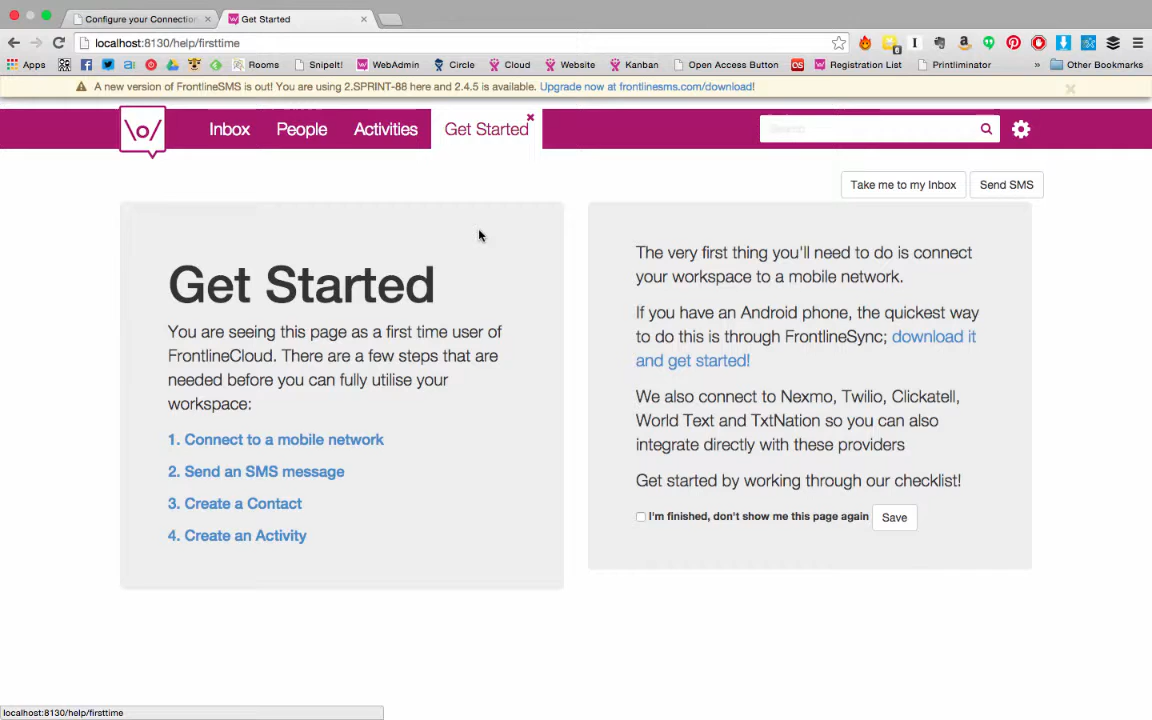 Configure your Connection
Get Started
localhost:8130/help/firsttime
Apps
Rooms
Snipelt!
WebAdmin
Circle
Cloud
Website
Kanban
Open Access Button
Registration List
Printliminator
»
Other Bookmarks
A new version of FrontlineSMS is out! You are using 2.SPRINT-88 here and 2.4.5 is available. Upgrade now at frontlinesms.com/download!
\o/
Inbox
People
Activities
Get Started
Search
Take me to my Inbox
Send SMS
Get Started
You are seeing this page as a first time user of
FrontlineCloud. There are a few steps that are
needed before you can fully utilise your
workspace:
1. Connect to a mobile network
2. Send an SMS message
3. Create a Contact
4. Create an Activity
The very first thing you'll need to do is connect
your workspace to a mobile network.
If you have an Android phone, the quickest way
to do this is through FrontlineSync; download it
and get started!
We also connect to Nexmo, Twilio, Clickatell,
World Text and TxtNation so you can also
integrate directly with these providers
Get started by working through our checklist!
I'm finished, don't show me this page again
Save
localhost:8130/help/firsttime